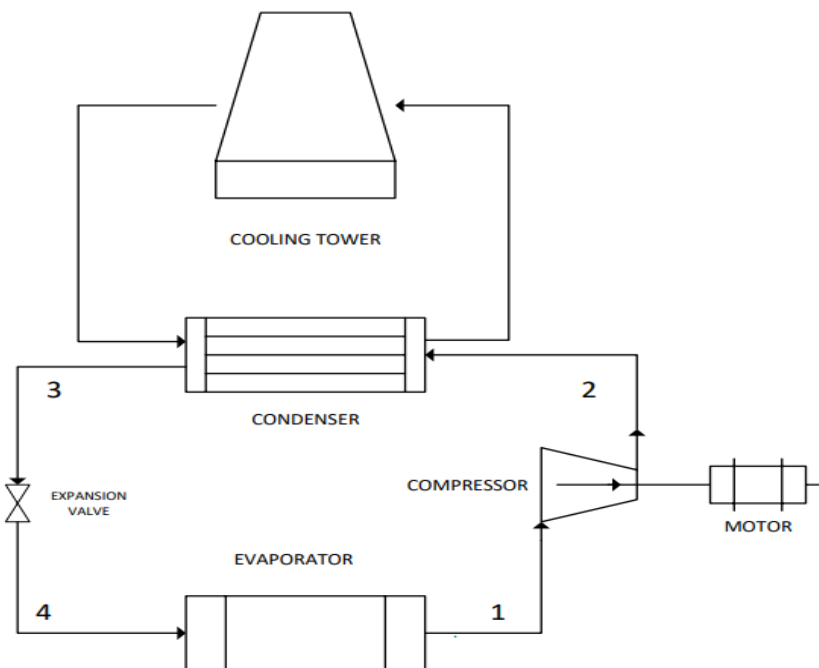 COOLING TOWER
3
2
CONDENSER
COMPRESSOR
EXPANSION
VALVE
MOTOR
EVAPORATOR
4
1